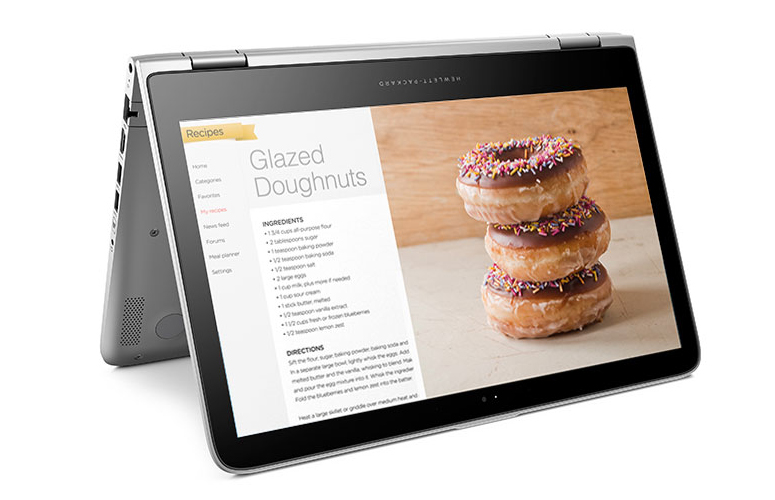 HEWLETT-PACKARD
Recipes
Home
Categories
Favorites
My recipes
News feed
Forums
Meal planner
Settings
Glazed
Doughnuts
INGREDIENTS
• 1 3/4 cups all-purpose flour
• 2 tablespoons sugar
• 1 teaspoon baking powder
• 1/2 teaspoon baking soda
• 1/2 teaspoon salt
• 2 large eggs
• 1 cup milk, plus more if needed
• 1 cup sour cream
• 1 stick butter, melted
• 1/2 teaspoon vanilla extract
• 1 1/2 cups fresh or frozen blueberries
• 1/2 teaspoon lemon zest
DIRECTIONS
Sift the flour, sugar, baking powder, baking soda and
In a separate large bowl, lightly whisk the eggs. Add
melted butter and the vanilla, whisking to blend. Mak
and pour the egg mixture into it. Whisk the ingredier
Fold the blueberries and lemon zest into the batter.
Heat a large skillet or griddle over medium heat and